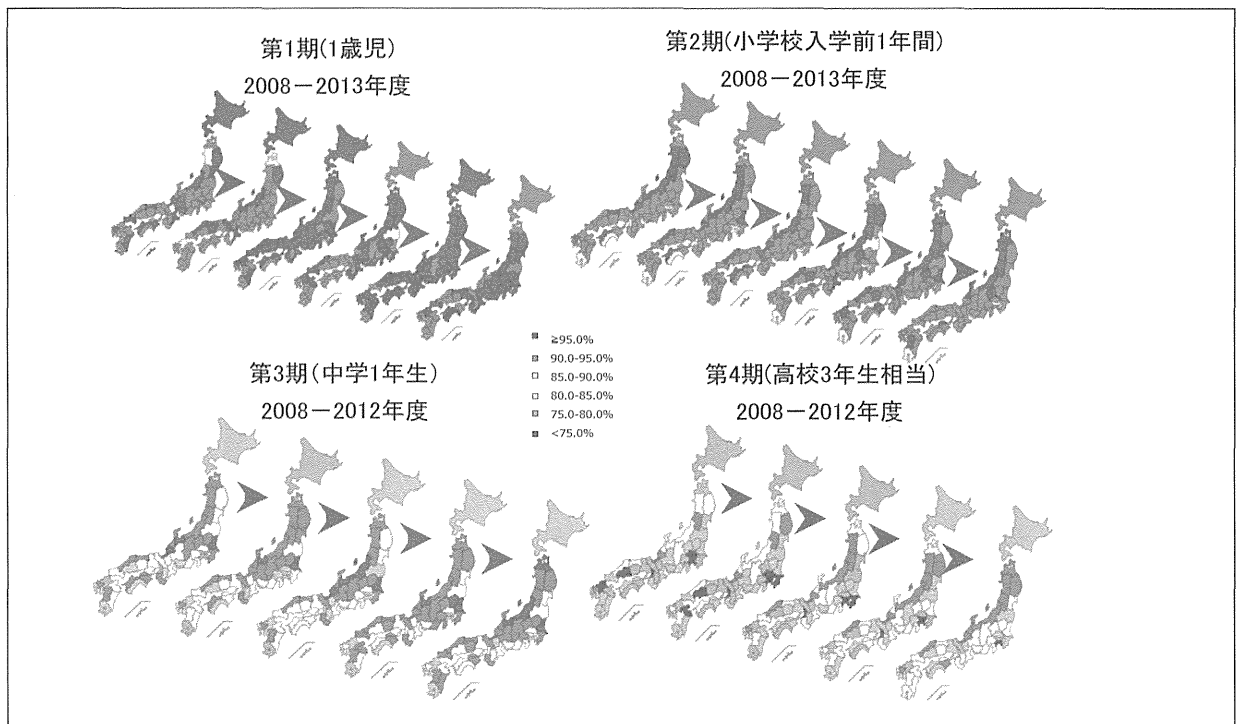 第1期(1歳児)
2008－2013年度
第2期(小学校入学前1年間)
2008－2013年度
≧95.0%
90.0-95.0%
85.0-90.0%
80.0-85.0%
75.0-80.0%
<75.0%
第3期(中学1年生)
2008－2012年度
第4期(高校3年生相当)
2008－2012年度